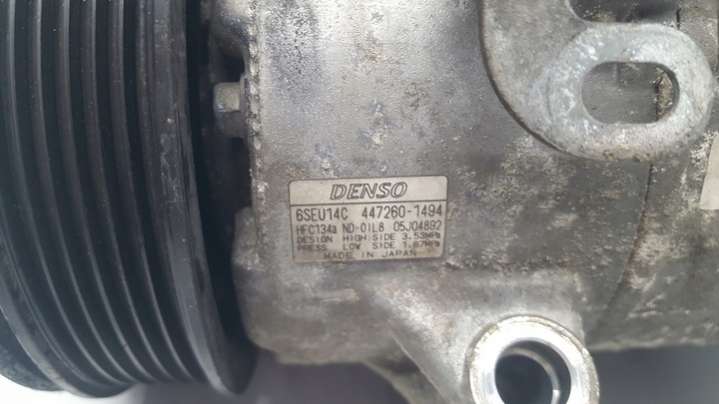 DENSO
6SEU14C 447260-1494
HFC134a ND-OIL8 05J04892
DESIGN HIGH SIDE 3.53MPa
PRESS. LOW SIDE 1.67MPa
MADE IN JAPAN